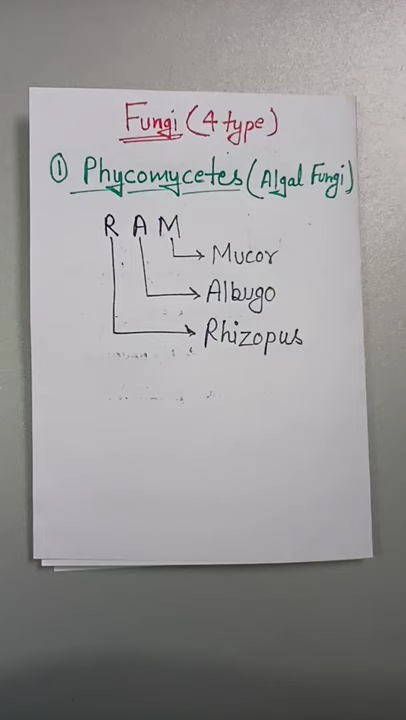 Fungi (4 type)
① Phycomycetes (Algal Fungi)
R A M
Mucor
Albugo
Rhizopus